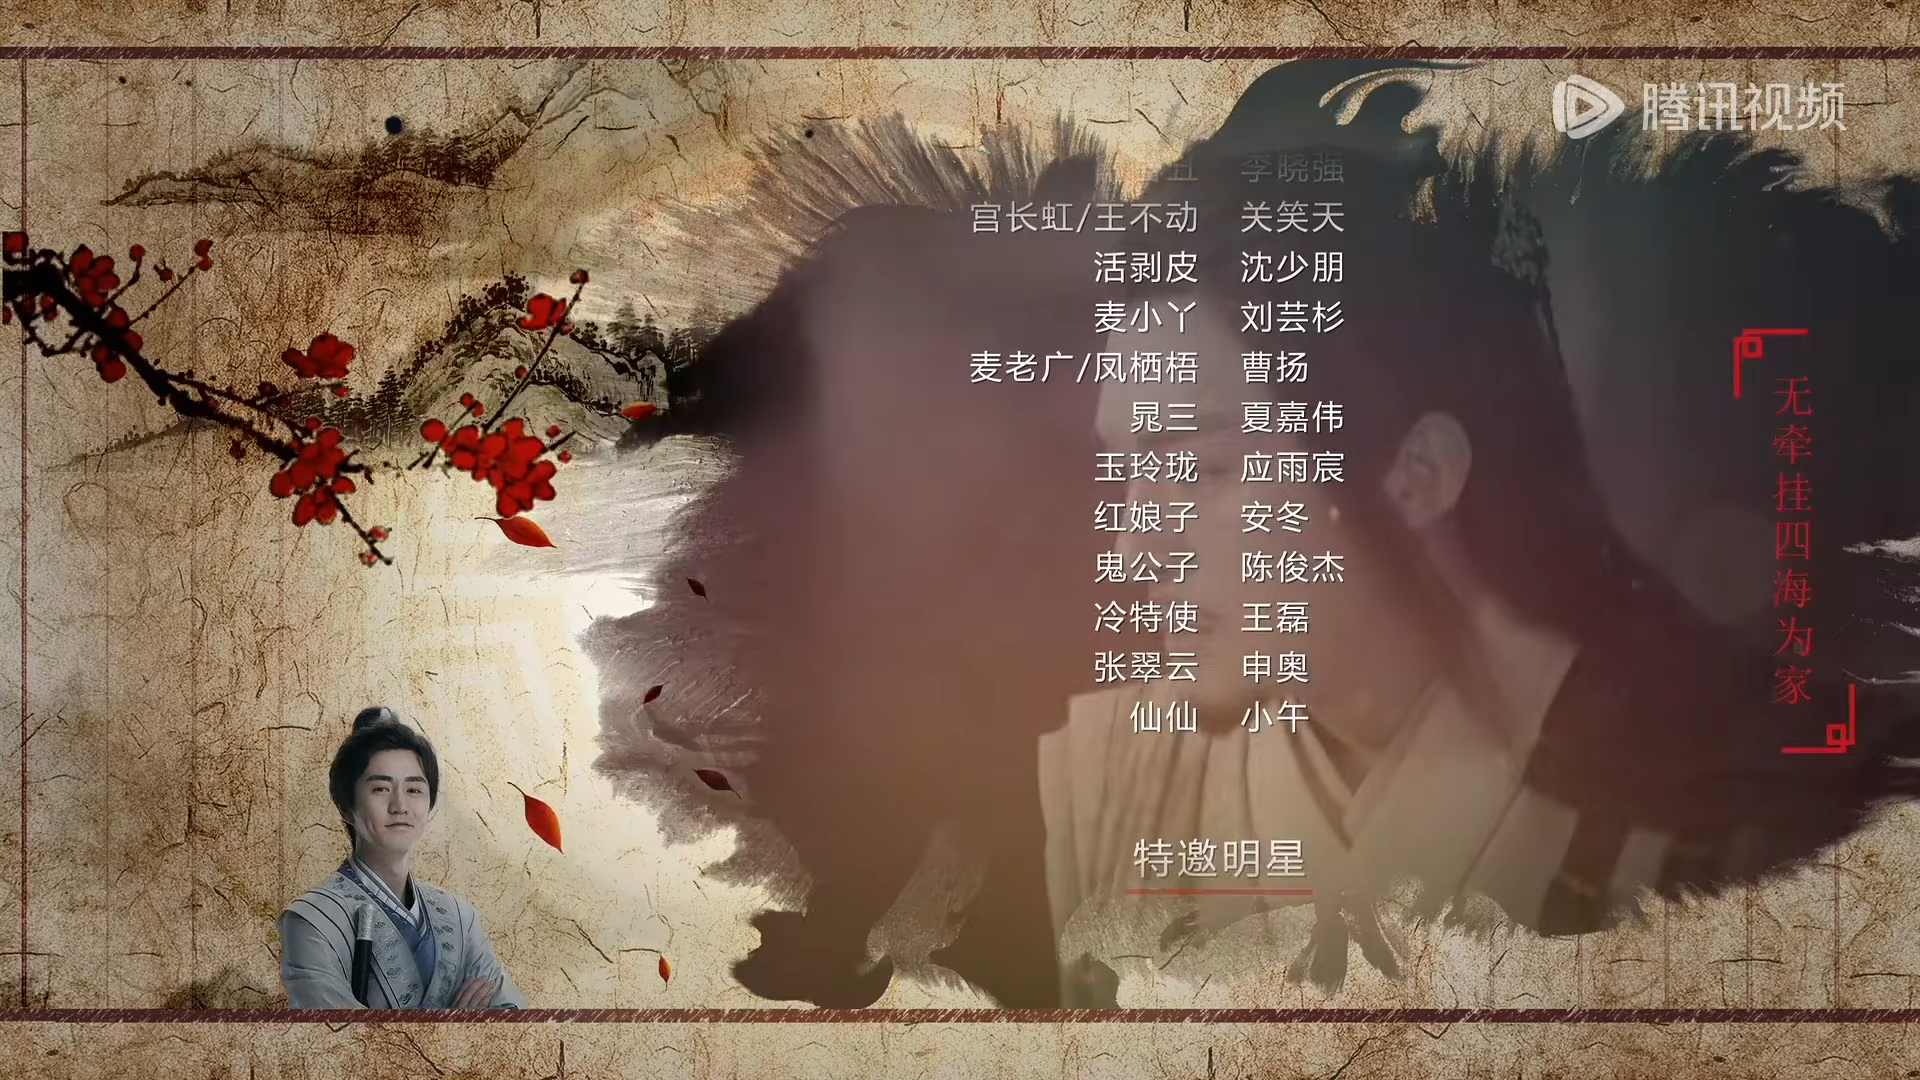 腾讯视频
李晓强
宫长虹/王不动 关笑天
活剥皮 沈少朋
麦小丫 刘芸杉
麦老广/凤栖梧 曹扬
晁三 夏嘉伟
玉玲珑 应雨宸
红娘子 安冬
鬼公子 陈俊杰
冷特使 王磊
张翠云 申奥
仙仙 小午
特邀明星
无牵挂四海为家